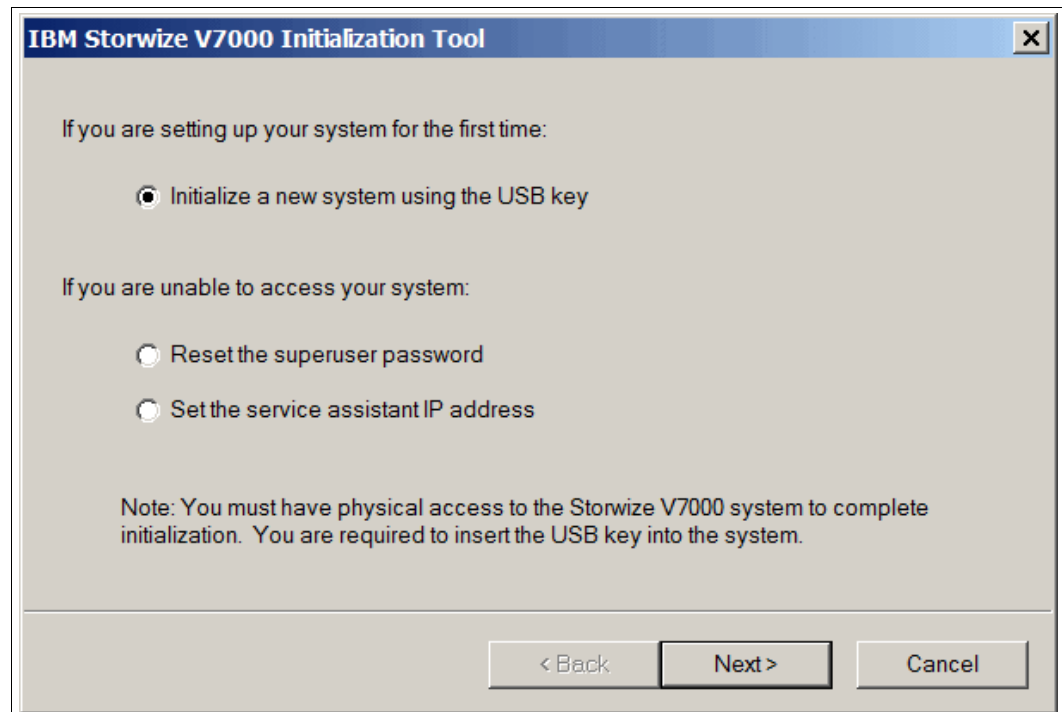 IBM Storwize V7000 Initialization Tool
If you are setting up your system for the first time:
Initialize a new system using the USB key
If you are unable to access your system:
Reset the superuser password
Set the service assistant IP address
Note: You must have physical access to the Storwize V7000 system to complete
initialization. You are required to insert the USB key into the system.
< Back Next > Cancel